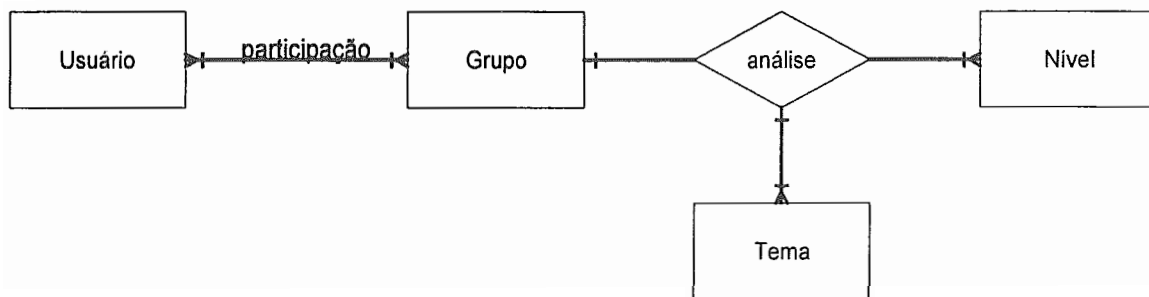 Usuário
participação
Grupo
análise
Nível
Tema